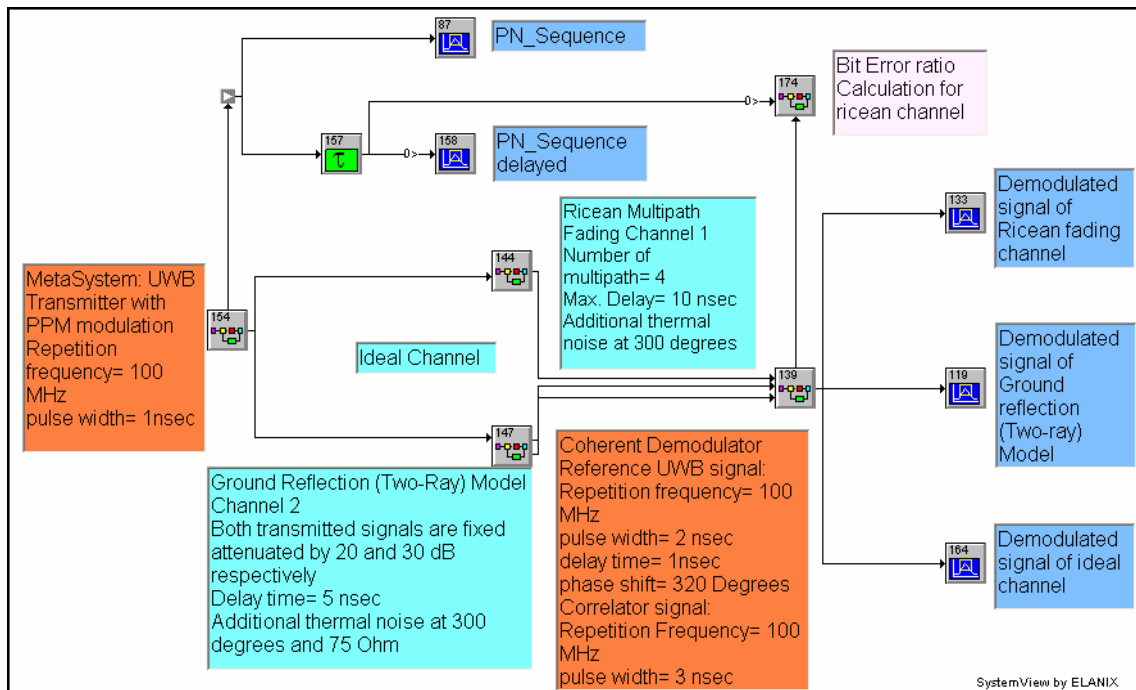 87
PN_Sequence
174
Bit Error ratio
Calculation for
ricean channel
0>
157
τ
0>
158
PN_Sequence
delayed
133
Demodulated
signal of
Ricean fading
channel
Ricean Multipath
Fading Channel 1
Number of
multipath= 4
Max. Delay= 10 nsec
Additional thermal
noise at 300 degrees
144
MetaSystem: UWB
Transmitter with
PPM modulation
Repetition
frequency= 100
MHz
pulse width= 1nsec
154
Ideal Channel
139
119
Demodulated
signal of
Ground
reflection
(Two-ray)
Model
147
Ground Reflection (Two-Ray) Model
Channel 2
Both transmitted signals are fixed
attenuated by 20 and 30 dB
respectively
Delay time= 5 nsec
Additional thermal noise at 300
degrees and 75 Ohm
Coherent Demodulator
Reference UWB signal:
Repetition frequency= 100
MHz
pulse width= 2 nsec
delay time= 1nsec
phase shift= 320 Degrees
Correlator signal:
Repetition Frequency= 100
MHz
pulse width= 3 nsec
164
Demodulated
signal of ideal
channel
SystemView by ELANIX